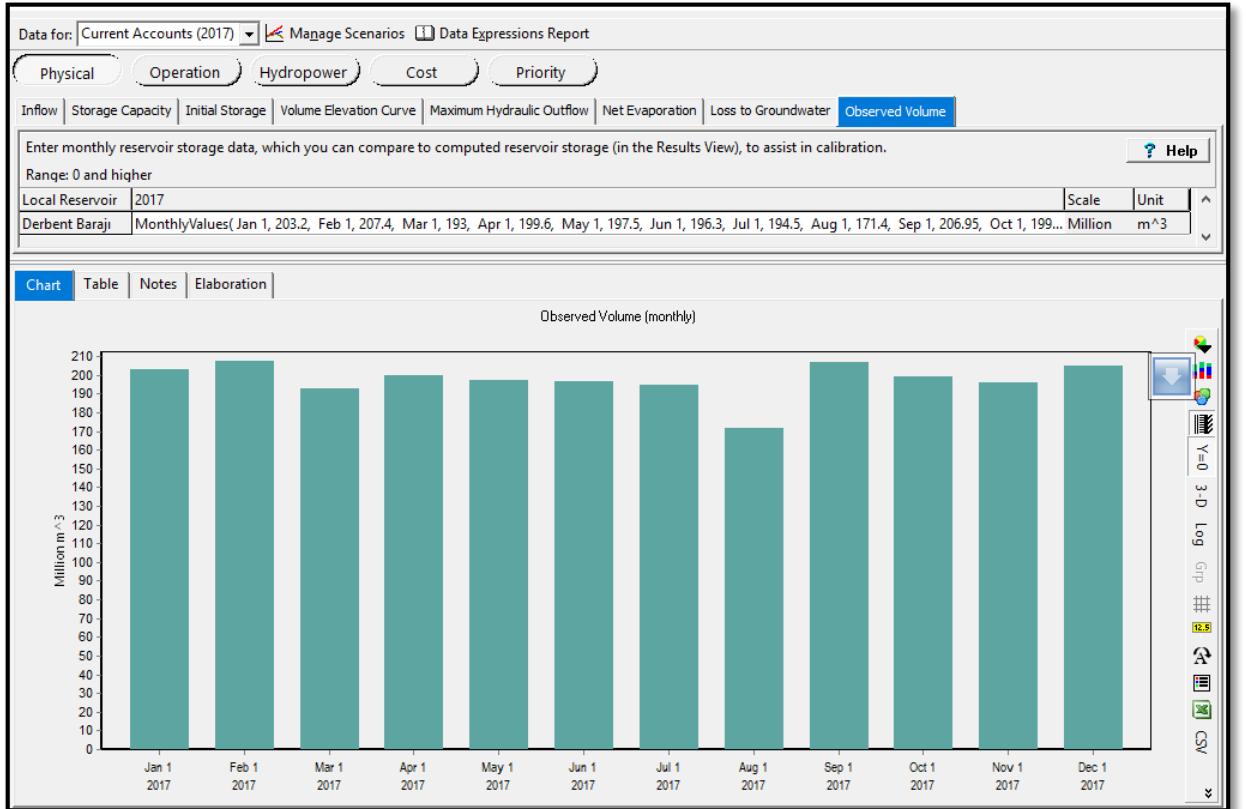 Data for: Current Accounts (2017) Manage Scenarios Data Expressions Report
Physical Operation Hydropower Cost Priority
Inflow Storage Capacity Initial Storage Volume Elevation Curve Maximum Hydraulic Outflow Net Evaporation Loss to Groundwater Observed Volume
Enter monthly reservoir storage data, which you can compare to computed reservoir storage (in the Results View), to assist in calibration.
? Help
Range: 0 and higher
Local Reservoir 2017 Scale Unit
Derbent Barajı MonthlyValues( Jan 1, 203.2, Feb 1, 207.4, Mar 1, 193, Apr 1, 199.6, May 1, 197.5, Jun 1, 196.3, Jul 1, 194.5, Aug 1, 171.4, Sep 1, 206.95, Oct 1, 199... Million m^3
Chart Table Notes Elaboration
Observed Volume (monthly)
210
200
190
180
170
160
150
140
130
120
110
100
90
80
70
60
50
40
30
20
10
0
Million m^3
Jan 1 Feb 1 Mar 1 Apr 1 May 1 Jun 1 Jul 1 Aug 1 Sep 1 Oct 1 Nov 1 Dec 1
2017 2017 2017 2017 2017 2017 2017 2017 2017 2017 2017 2017
Y=0
3-D
Log
Grp
12.5
A
CSV